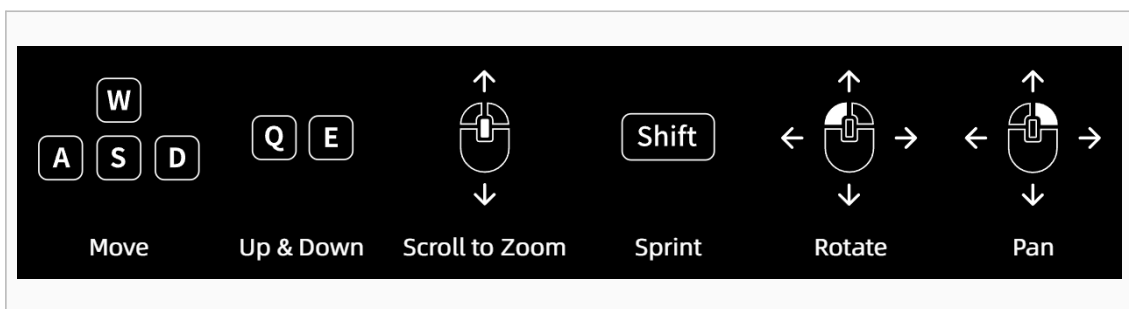 W
A S D
Q E
Shift
Move
Up & Down
Scroll to Zoom
Sprint
Rotate
Pan